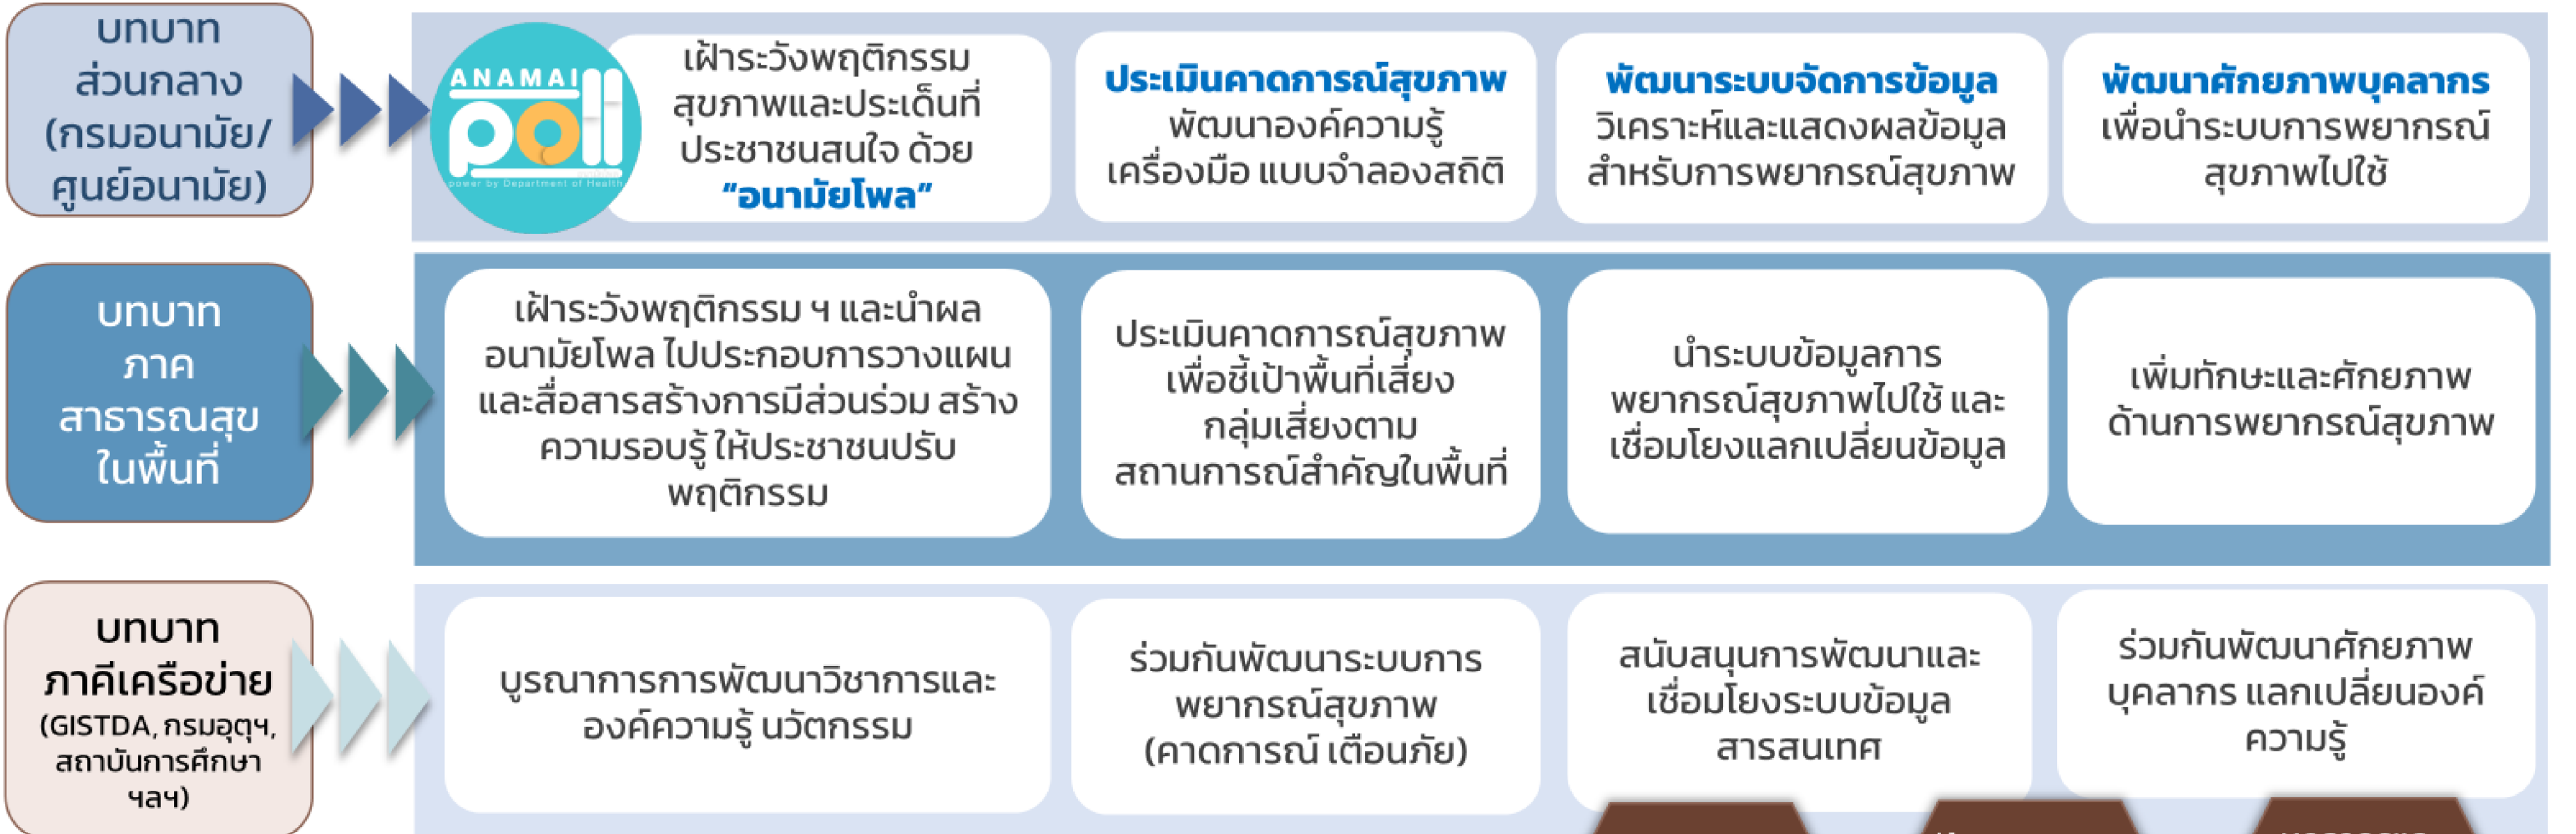 บทบาท
ส่วนกลาง
(กรมอนามัย/
ศูนย์อนามัย)
ANAMAI
poll
power by Department of Health
เฝ้าระวังพฤติกรรม
สุขภาพและประเด็นที่
ประชาชนสนใจ ด้วย
“อนามัยโพล”
ประเมินคาดการณ์สุขภาพ
พัฒนาองค์ความรู้
เครื่องมือ แบบจำลองสถิติ
พัฒนาระบบจัดการข้อมูล
วิเคราะห์และแสดงผลข้อมูล
สำหรับการพยากรณ์สุขภาพ
พัฒนาศักยภาพบุคลากร
เพื่อนำระบบการพยากรณ์
สุขภาพไปใช้
บทบาท
ภาค
สาธารณสุข
ในพื้นที่
เฝ้าระวังพฤติกรรม ฯ และนำผล
อนามัยโพล ไปประกอบการวางแผน
และสื่อสารสร้างการมีส่วนร่วม สร้าง
ความรอบรู้ ให้ประชาชนปรับ
พฤติกรรม
ประเมินคาดการณ์สุขภาพ
เพื่อชี้เป้าพื้นที่เสี่ยง
กลุ่มเสี่ยงตาม
สถานการณ์สำคัญในพื้นที่
นำระบบข้อมูลการ
พยากรณ์สุขภาพไปใช้ และ
เชื่อมโยงแลกเปลี่ยนข้อมูล
เพิ่มทักษะและศักยภาพ
ด้านการพยากรณ์สุขภาพ
บทบาท
ภาคีเครือข่าย
(GISTDA, กรมอุตุฯ,
สถาบันการศึกษา
ฯลฯ)
บูรณาการการพัฒนาวิชาการและ
องค์ความรู้ นวัตกรรม
ร่วมกันพัฒนาระบบการ
พยากรณ์สุขภาพ
(คาดการณ์ เตือนภัย)
สนับสนุนการพัฒนาและ
เชื่อมโยงระบบข้อมูล
สารสนเทศ
ร่วมกันพัฒนาศักยภาพ
บุคลากร แลกเปลี่ยนองค์
ความรู้